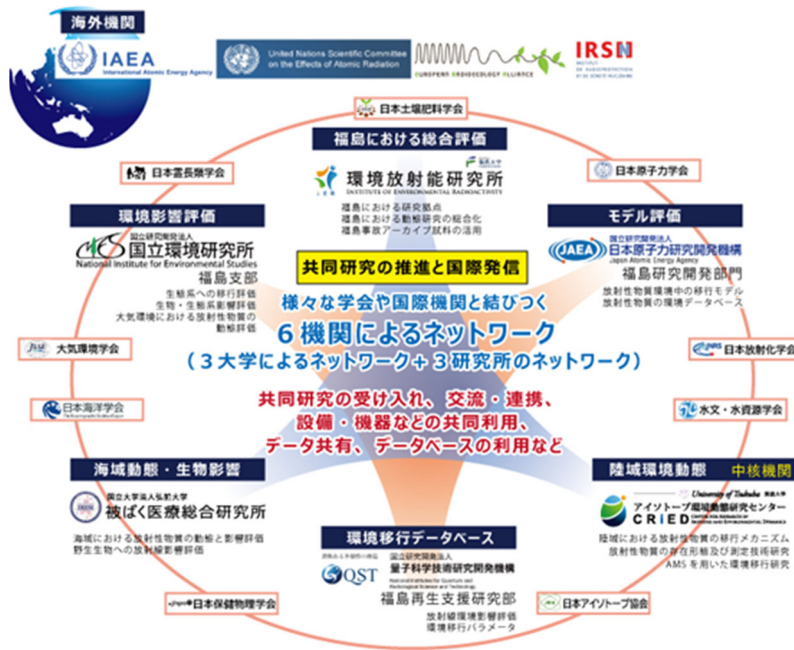 海外機関
IAEA
International Atomic Energy Agency
United Nations Scientific Committee
on the Effects of Atomic Radiation
EUROPEAN RADIOECOLOGY ALLIANCE
IRSN
INSTITUT
DE RADIOPROTECTION
ET DE SÛRETÉ NUCLÉAIRE
日本土壌肥料学会
福島における総合評価
日本霊長類学会
環境放射能研究所
INSTITUTE OF ENVIRONMENTAL RADIOACTIVITY
日本原子力学会
福島における研究拠点
福島における動態研究の総合化
福島事故アーカイブ試料の活用
環境影響評価
国立研究開発法人
国立環境研究所
National Institute for Environmental Studies
福島支部
生態系への移行評価
生物・生態系影響評価
大気環境における放射性物質の
動態評価
モデル評価
JAEA
国立研究開発法人
日本原子力研究開発機構
Japan Atomic Energy Agency
福島研究開発部門
放射性物質環境中の移行モデル
放射性物質の環境データベース
共同研究の推進と国際発信
様々な学会や国際機関と結びつく
6機関によるネットワーク
(3大学によるネットワーク+3研究所のネットワーク)
大気環境学会
日本放射化学会
共同研究の受け入れ、交流・連携、
設備・機器などの共同利用、
データ共有、データベースの利用など
日本海洋学会
水文・水資源学会
海域動態・生物影響
国立大学法人弘前大学
被ばく医療総合研究所
海域における放射性物質の動態と影響評価
野生生物への放射線影響評価
陸域環境動態 中核機関
University of Tsukuba 筑波大学
アイソトープ環境動態研究センター
CRiED
CENTER FOR RESEARCH IN
ISOTOPES AND ENVIRONMENTAL DYNAMICS
陸域における放射性物質の移行メカニズム
放射性物質の存在形態及び測定技術研究
AMSを用いた環境移行研究
環境移行データベース
QST
国立研究開発法人
量子科学技術研究開発機構
National Institutes for Quantum and
Radiological Science and Technology
福島再生支援研究部
放射線環境影響評価
環境移行パラメータ
日本保健物理学会
日本アイソトープ協会